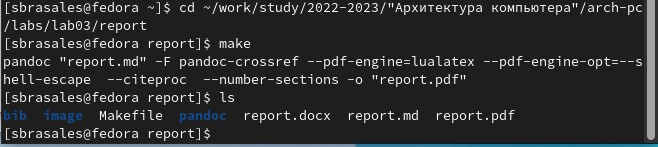 [sbrasales@fedora ~]$ cd ~/work/study/2022-2023/"Архитектура компьютера"/arch-pc
/labs/lab03/report
[sbrasales@fedora report]$ make
pandoc "report.md" -F pandoc-crossref --pdf-engine=lualatex --pdf-engine-opt=--s
hell-escape  --citeproc  --number-sections -o "report.pdf"
[sbrasales@fedora report]$ ls
bib  image  Makefile  pandoc  report.docx  report.md  report.pdf
[sbrasales@fedora report]$